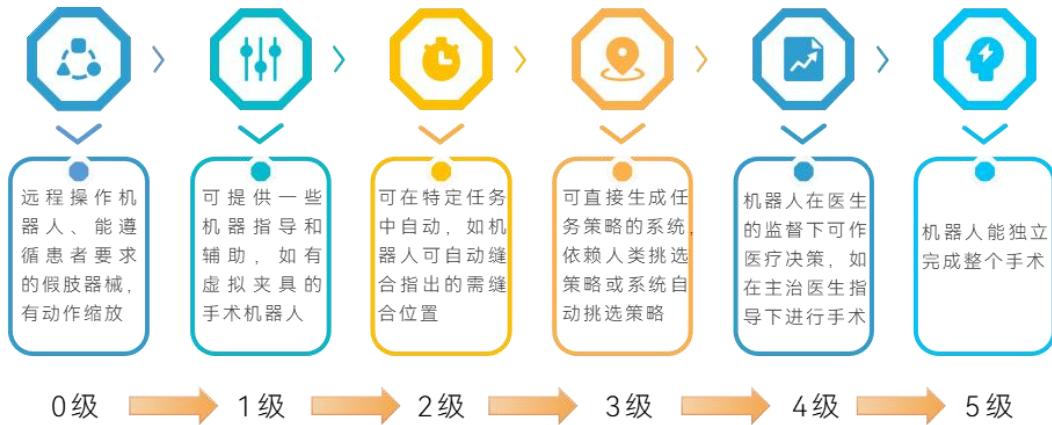 远程操作机
器人、能遵
循患者要求
的假肢器械，
有动作缩放
可提供一些
机器指导和
辅助，如有
虚拟夹具的
手术机器人
可在特定任务
中自动，如机
器人可自动缝
合指出的需缝
合位置
可直接生成任
务策略的系统，
依赖人类挑选
策略或系统自
动挑选策略
机器人在医生
的监督下可作
医疗决策，如
在主治医生指
导下进行手术
机器人能独立
完成整个手术
0级
1级
2级
3级
4级
5级